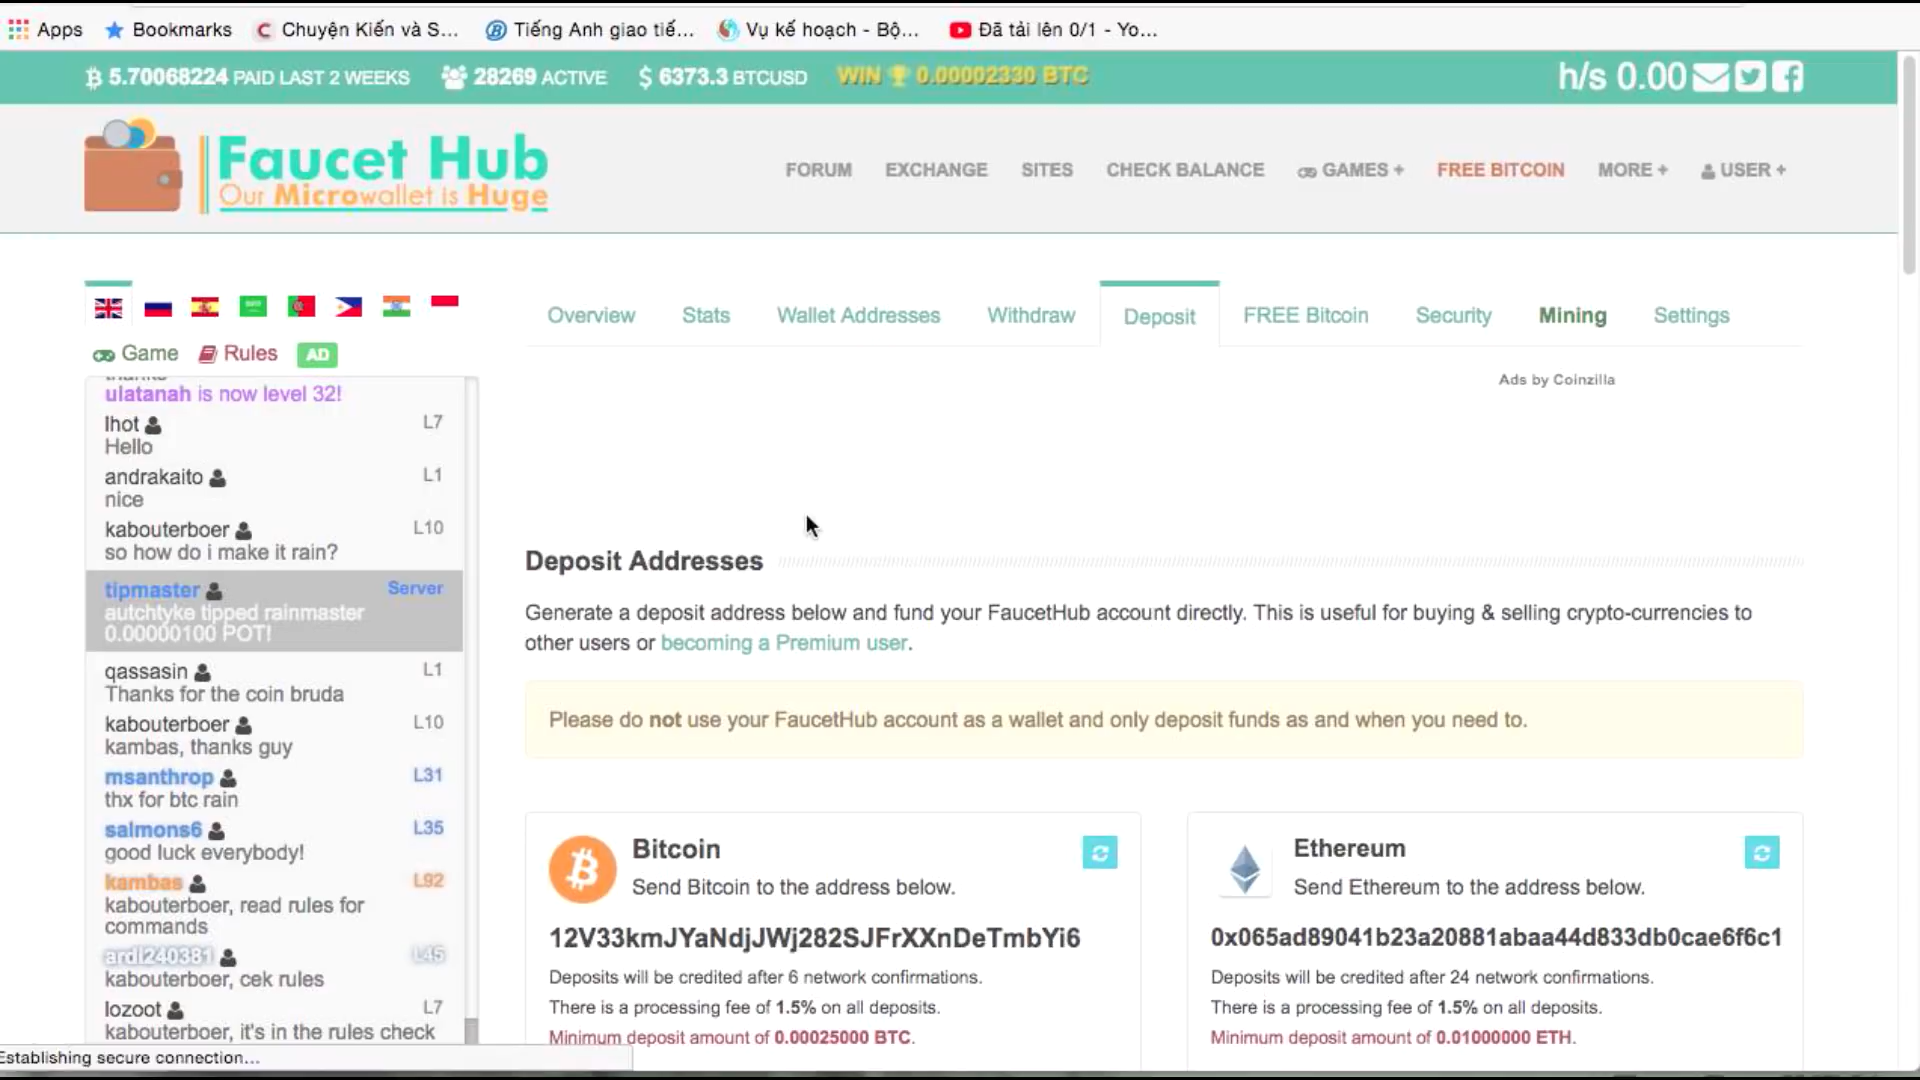 Apps Bookmarks Chuyện Kiến và S... Tiếng Anh giao tiế... Vụ kế hoạch - Bộ... Đã tải lên 0/1 - Yo...
5.70068224 PAID LAST 2 WEEKS 28269 ACTIVE $ 6373.3 BTCUSD WIN 0.00002330 BTC h/s 0.00
Faucet Hub
Our Microwallet is Huge
FORUM EXCHANGE SITES CHECK BALANCE GAMES + FREE BITCOIN MORE + USER +
Overview Stats Wallet Addresses Withdraw Deposit FREE Bitcoin Security Mining Settings
Game Rules AD
Ads by Coinzilla
thanks
ulatanah is now level 32!
lhot L7
Hello
andrakaito L1
nice
kabouterboer L10
so how do i make it rain?
tipmaster Server
autchtyke tipped rainmaster
0.00000100 POT!
qassasin L1
Thanks for the coin bruda
kabouterboer L10
kambas, thanks guy
msanthrop L31
thx for btc rain
salmons6 L35
good luck everybody!
kambas L92
kabouterboer, read rules for
commands
ardi240381 L45
kabouterboer, cek rules
lozoot L7
kabouterboer, it's in the rules check
Deposit Addresses
Generate a deposit address below and fund your FaucetHub account directly. This is useful for buying & selling crypto-currencies to
other users or becoming a Premium user.
Please do not use your FaucetHub account as a wallet and only deposit funds as and when you need to.
Bitcoin
Send Bitcoin to the address below.
12V33kmJYaNdjJWj282SJFrXXnDeTmbYi6
Deposits will be credited after 6 network confirmations.
There is a processing fee of 1.5% on all deposits.
Minimum deposit amount of 0.00025000 BTC.
Ethereum
Send Ethereum to the address below.
0x065ad89041b23a20881abaa44d833db0cae6f6c1
Deposits will be credited after 24 network confirmations.
There is a processing fee of 1.5% on all deposits.
Minimum deposit amount of 0.01000000 ETH.
Establishing secure connection...